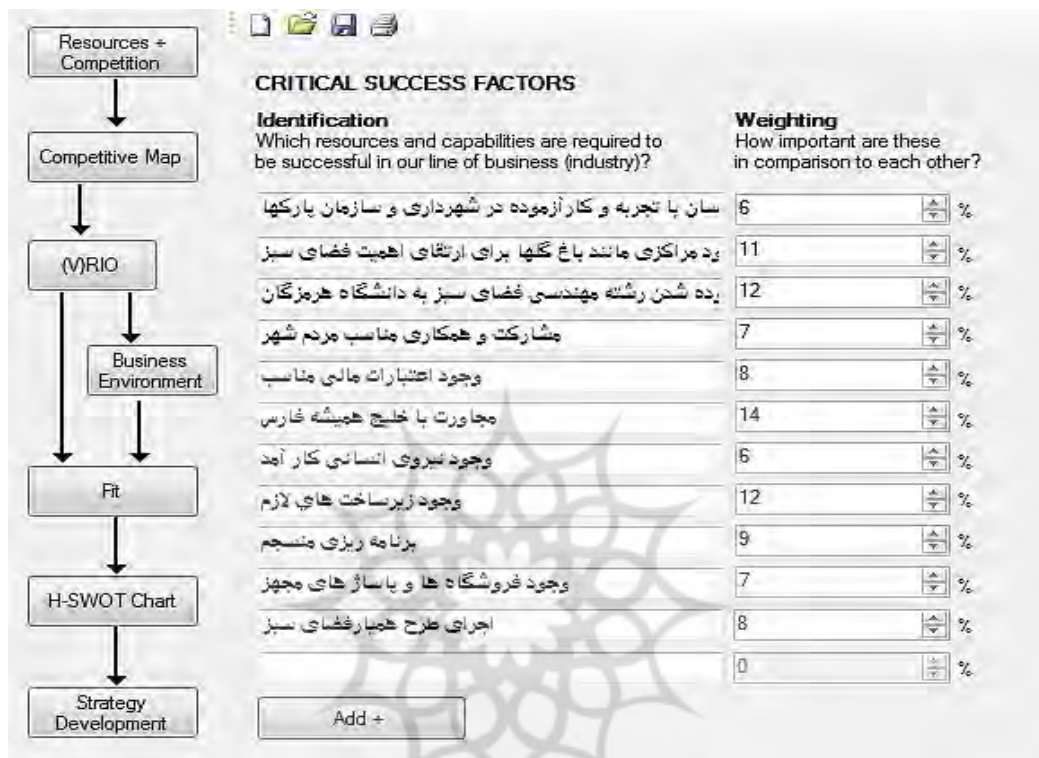 Resources +
Competition
Competitive Map
(V)RIO
Business
Environment
Fit
H-SWOT Chart
Strategy
Development
CRITICAL SUCCESS FACTORS
Identification
Which resources and capabilities are required to
be successful in our line of business (industry)?
Weighting
How important are these
in comparison to each other?
سان با تجربه و کارآزموده در شهرداری و سازمان پارکها 6 %
ود مراکزی مانند باغ گلها برای ارتقای اهمیت فضای سبز 11 %
رده شدن رشته مهندسی فضای سبز به دانشگاه هرمزگان 12 %
مشارکت و همکاری مناسب مردم شهر 7 %
وجود اعتبارات مالی مناسب 8 %
مجاورت با خلیج همیشه فارس 14 %
وجود نیروی انسانی کار آمد 6 %
وجود زیرساخت های لازم 12 %
برنامه ریزی منسجم 9 %
وجود فروشگاه ها و پاساژ های مجهز 7 %
اجرای طرح همیارفضای سبز 8 %
0 %
Add +